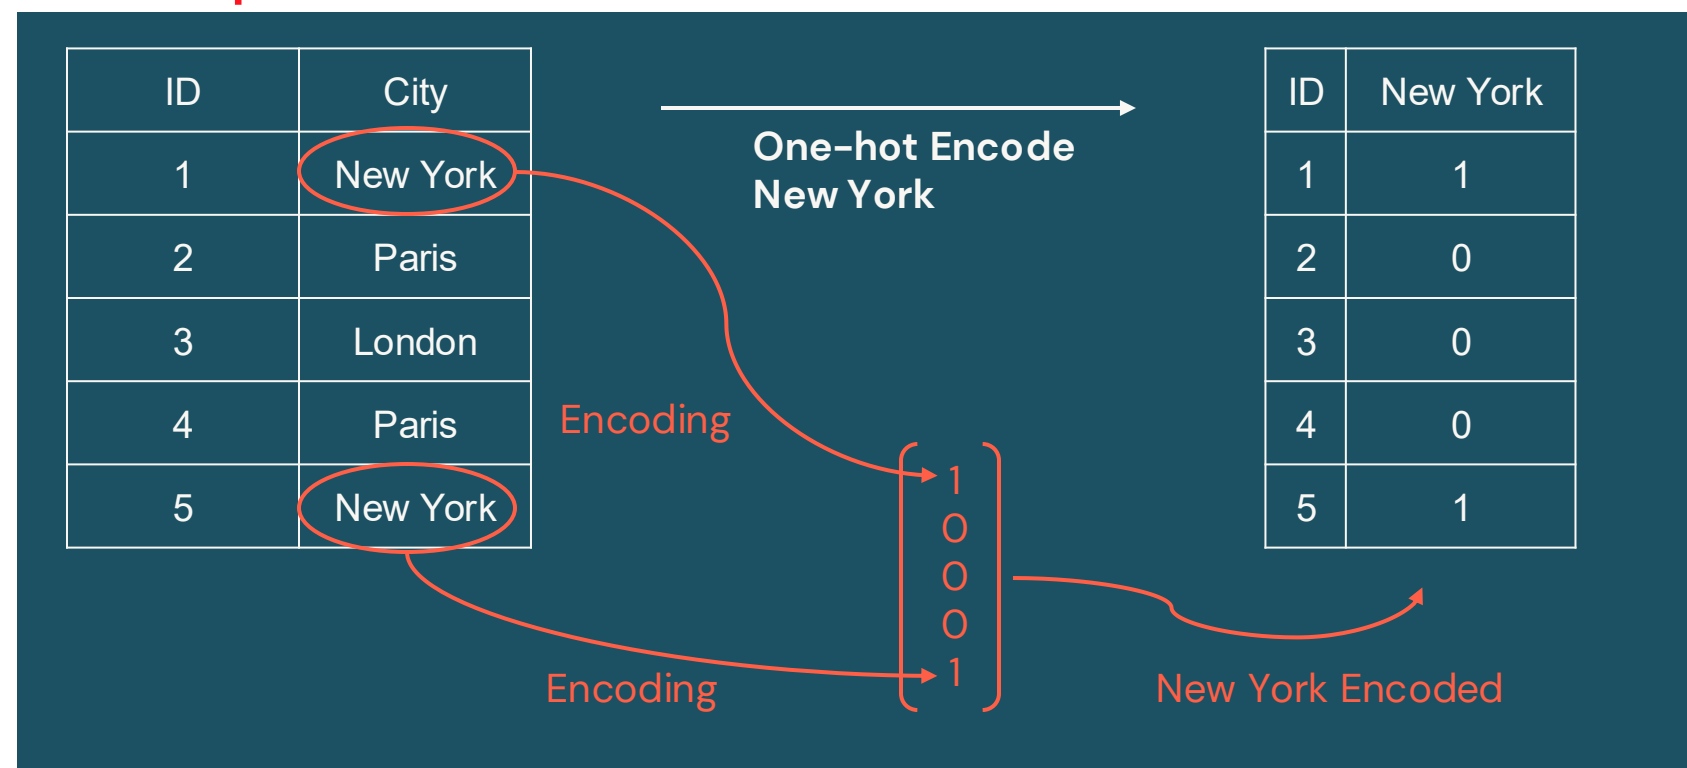 ID City
1 New York
2 Paris
3 London
4 Paris
5 New York
One-hot Encode
New York
Encoding
Encoding
1
0
0
0
1
New York Encoded
ID New York
1 1
2 0
3 0
4 0
5 1